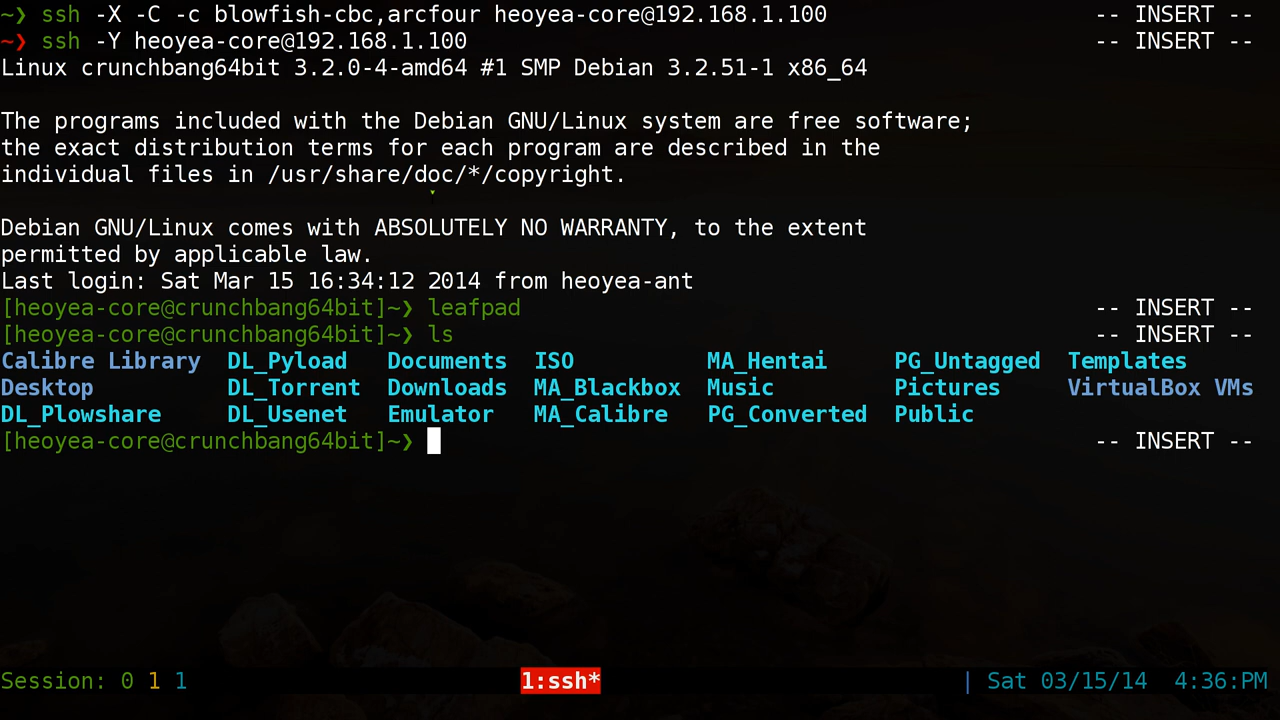 ~❯ ssh -X -C -c blowfish-cbc,arcfour heoyea-core@192.168.1.100 -- INSERT --
~❯ ssh -Y heoyea-core@192.168.1.100 -- INSERT --
Linux crunchbang64bit 3.2.0-4-amd64 #1 SMP Debian 3.2.51-1 x86_64
The programs included with the Debian GNU/Linux system are free software;
the exact distribution terms for each program are described in the
individual files in /usr/share/doc/*/copyright.
Debian GNU/Linux comes with ABSOLUTELY NO WARRANTY, to the extent
permitted by applicable law.
Last login: Sat Mar 15 16:34:12 2014 from heoyea-ant
[heoyea-core@crunchbang64bit]~❯ leafpad -- INSERT --
[heoyea-core@crunchbang64bit]~❯ ls -- INSERT --
Calibre Library DL_Pyload Documents ISO MA_Hentai PG_Untagged Templates
Desktop DL_Torrent Downloads MA_Blackbox Music Pictures VirtualBox VMs
DL_Plowshare DL_Usenet Emulator MA_Calibre PG_Converted Public
[heoyea-core@crunchbang64bit]~❯ -- INSERT --
Session: 0 1 1 1:ssh* | Sat 03/15/14 4:36:PM